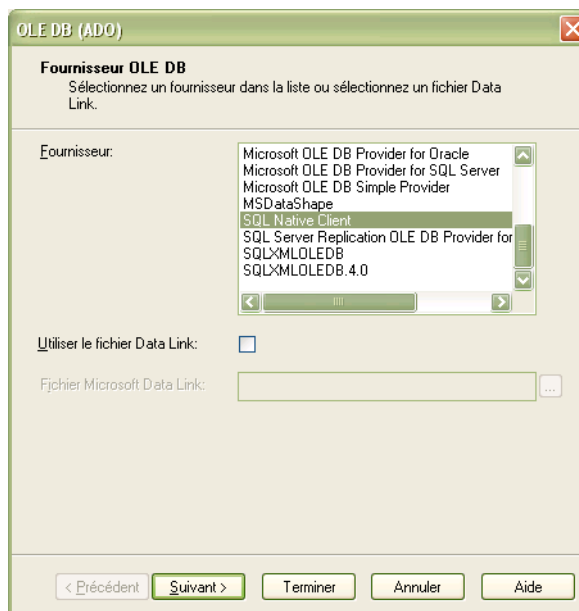 OLE DB (ADO)
Fournisseur OLE DB
Sélectionnez un fournisseur dans la liste ou sélectionnez un fichier Data
Link.
Fournisseur:
Microsoft OLE DB Provider for Oracle
Microsoft OLE DB Provider for SQL Server
Microsoft OLE DB Simple Provider
MSDataShape
SQL Native Client
SQL Server Replication OLE DB Provider for
SQLXMLOLEDB
SQLXMLOLEDB.4.0
Utiliser le fichier Data Link:
Fichier Microsoft Data Link:
...
< Précédent Suivant > Terminer Annuler Aide